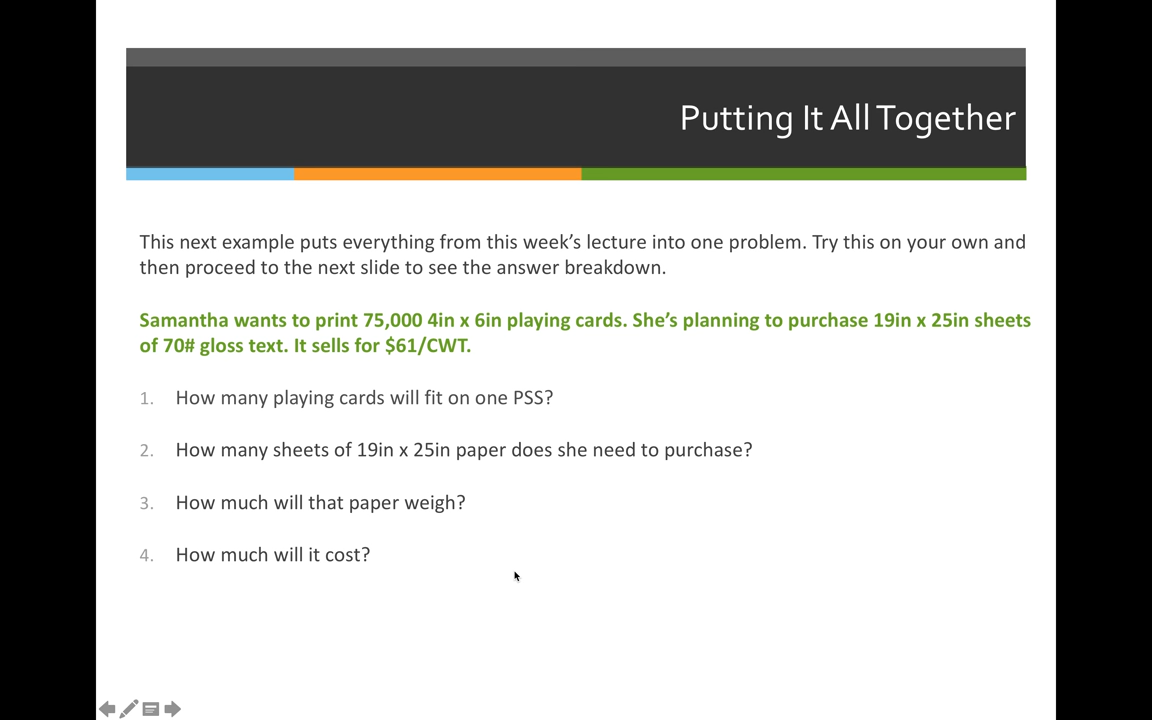 Putting It All Together
This next example puts everything from this week’s lecture into one problem. Try this on your own and
then proceed to the next slide to see the answer breakdown.
Samantha wants to print 75,000 4in x 6in playing cards. She’s planning to purchase 19in x 25in sheets
of 70# gloss text. It sells for $61/CWT.
1. How many playing cards will fit on one PSS?
2. How many sheets of 19in x 25in paper does she need to purchase?
3. How much will that paper weigh?
4. How much will it cost?